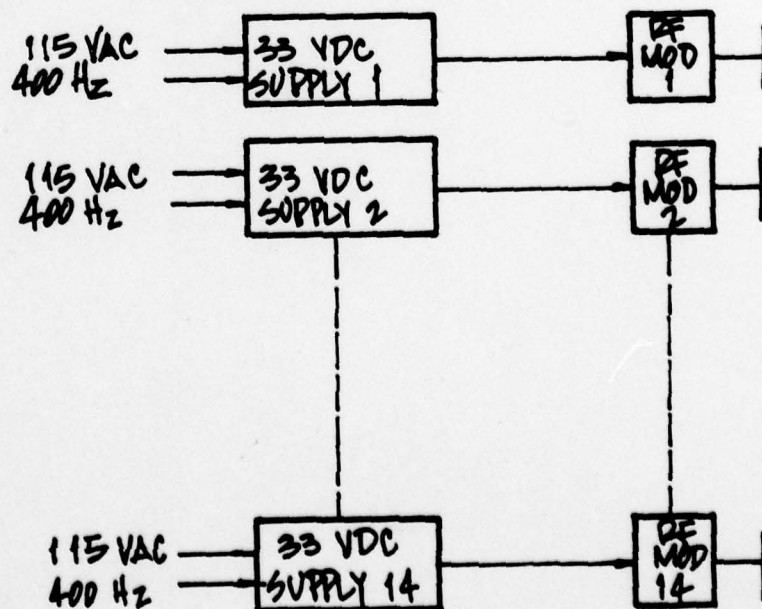 115 VAC
400 Hz
33 VDC
SUPPLY 1
RF
MOD
1
115 VAC
400 Hz
33 VDC
SUPPLY 2
RF
MOD
2
115 VAC
400 Hz
33 VDC
SUPPLY 14
RF
MOD
14